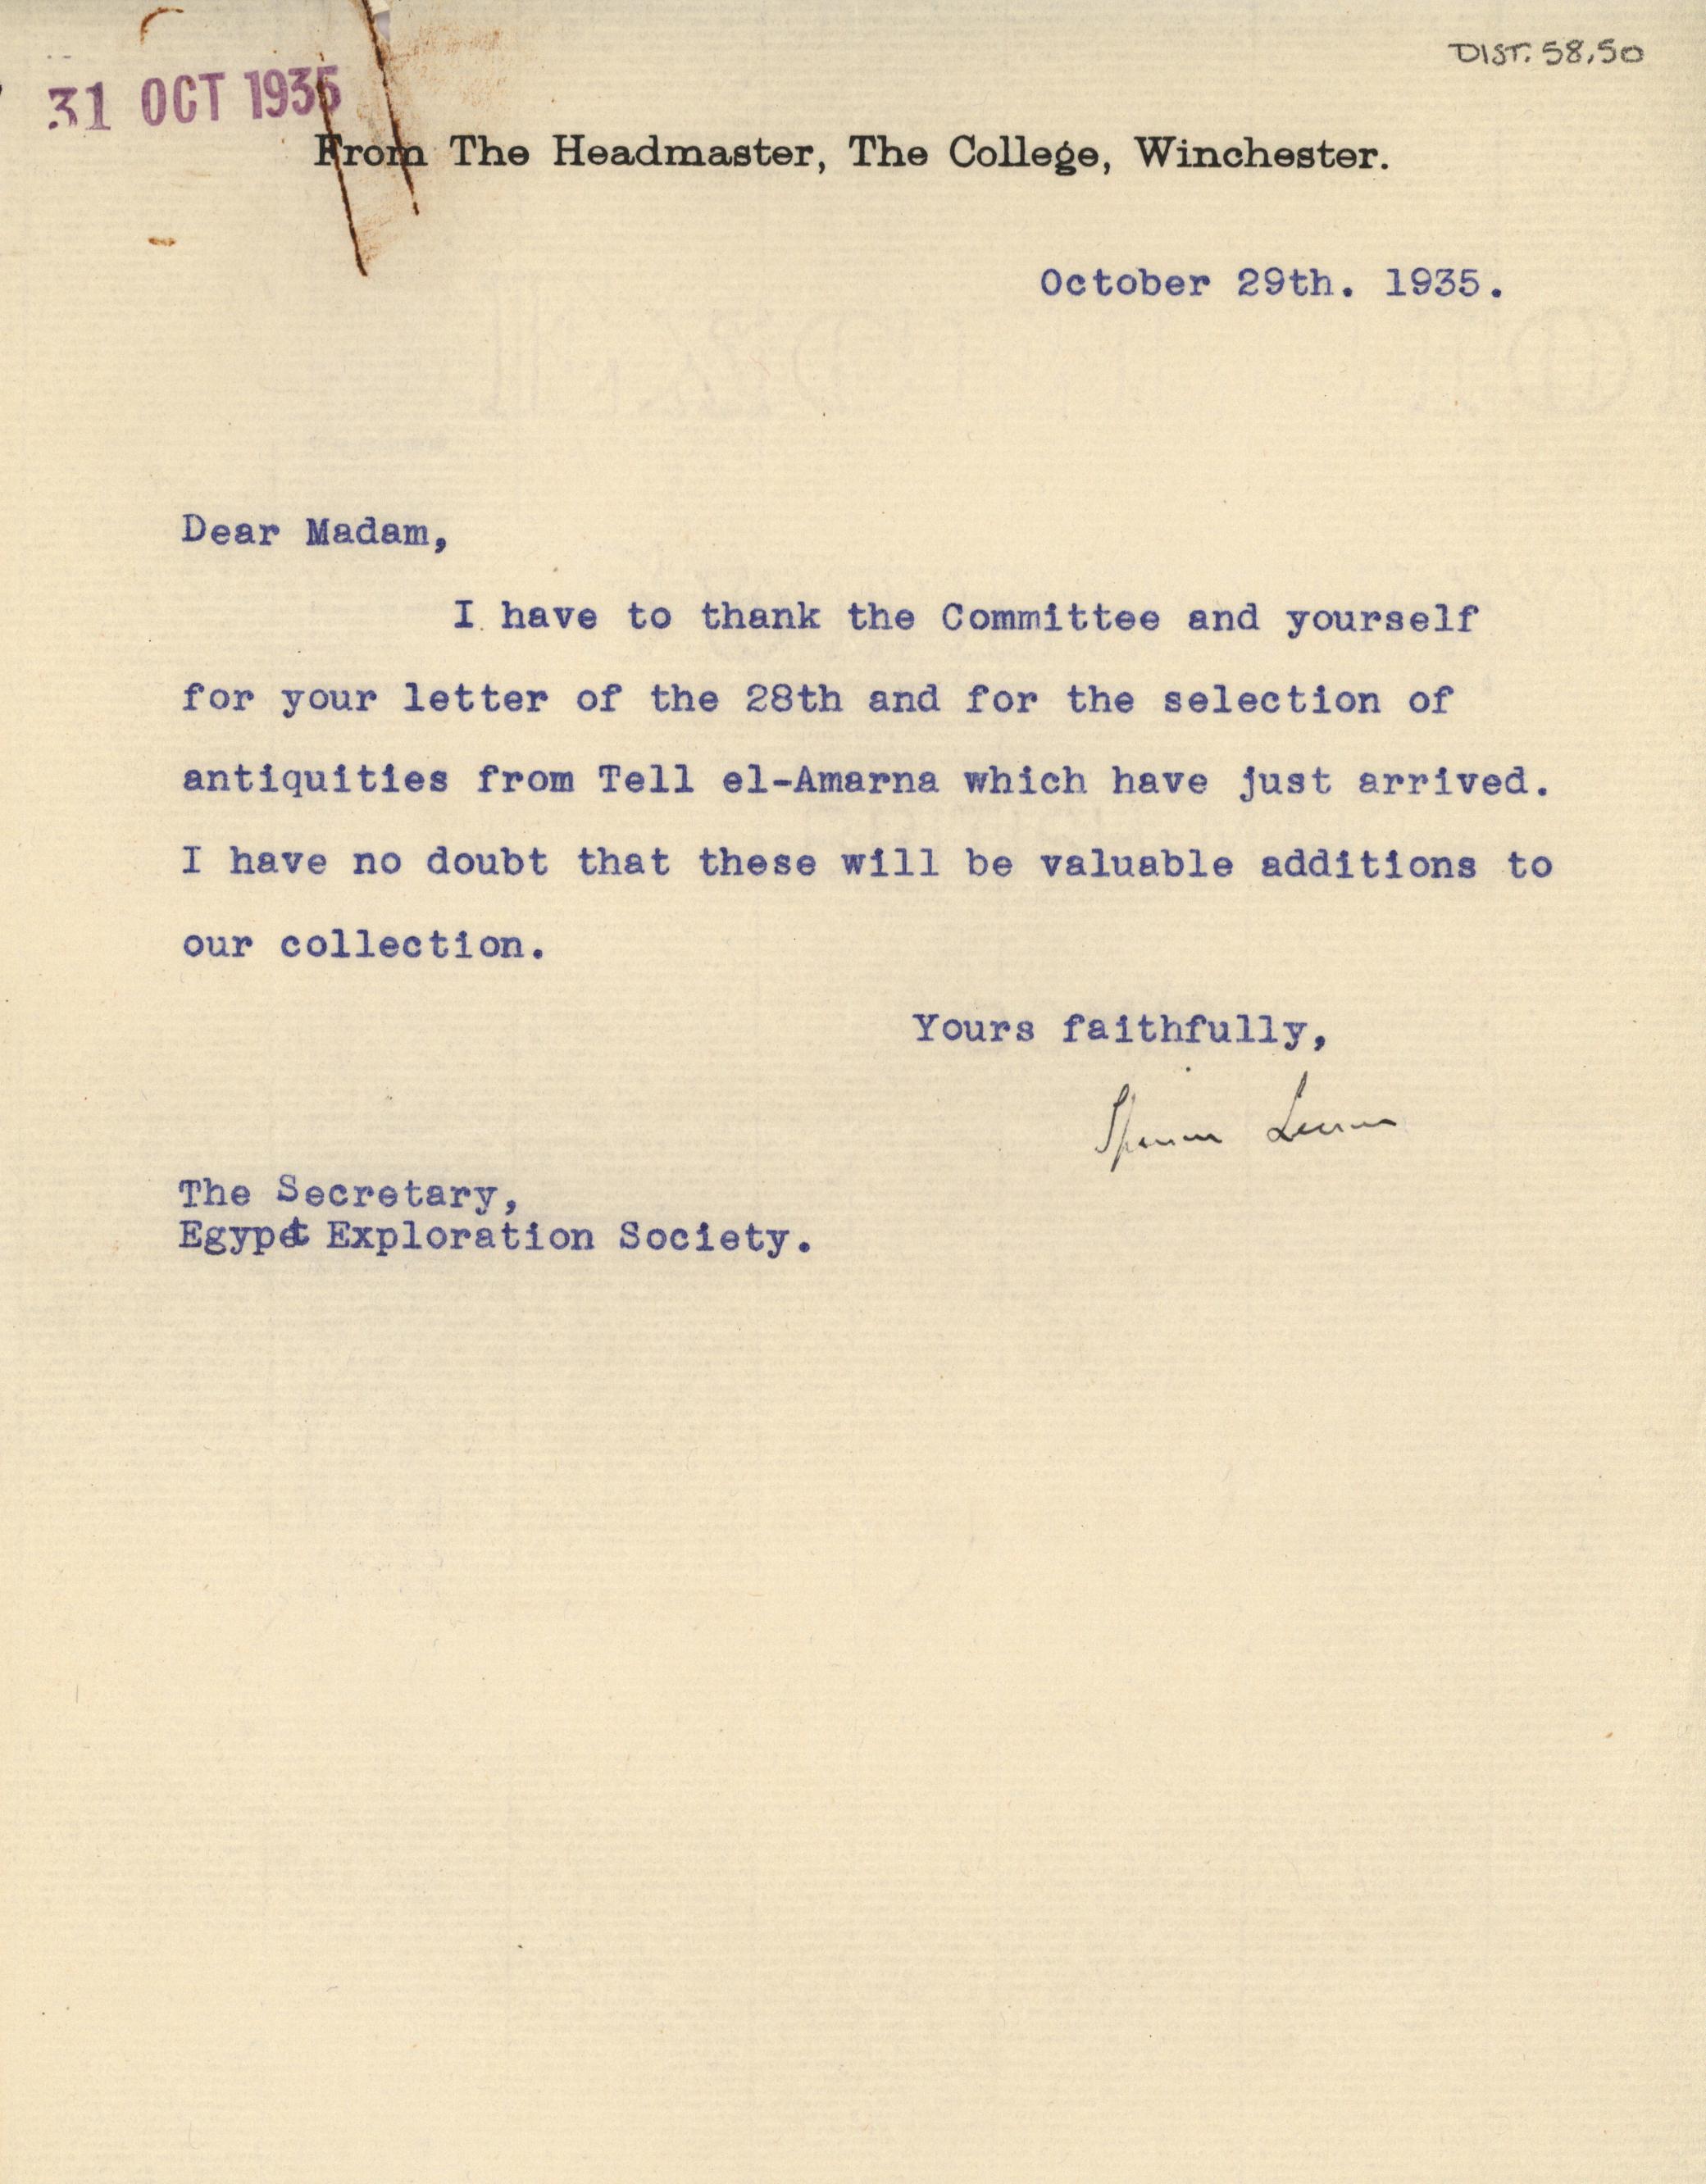 DIST. 58.50
31 OCT 1935
From The Headmaster, The College, Winchester.
October 29th. 1935.
Dear Madam,
I have to thank the Committee and yourself
for your letter of the 28th and for the selection of
antiquities from Tell el-Amarna which have just arrived.
I have no doubt that these will be valuable additions to
our collection.
Yours faithfully,
The Secretary,
Egypt Exploration Society.